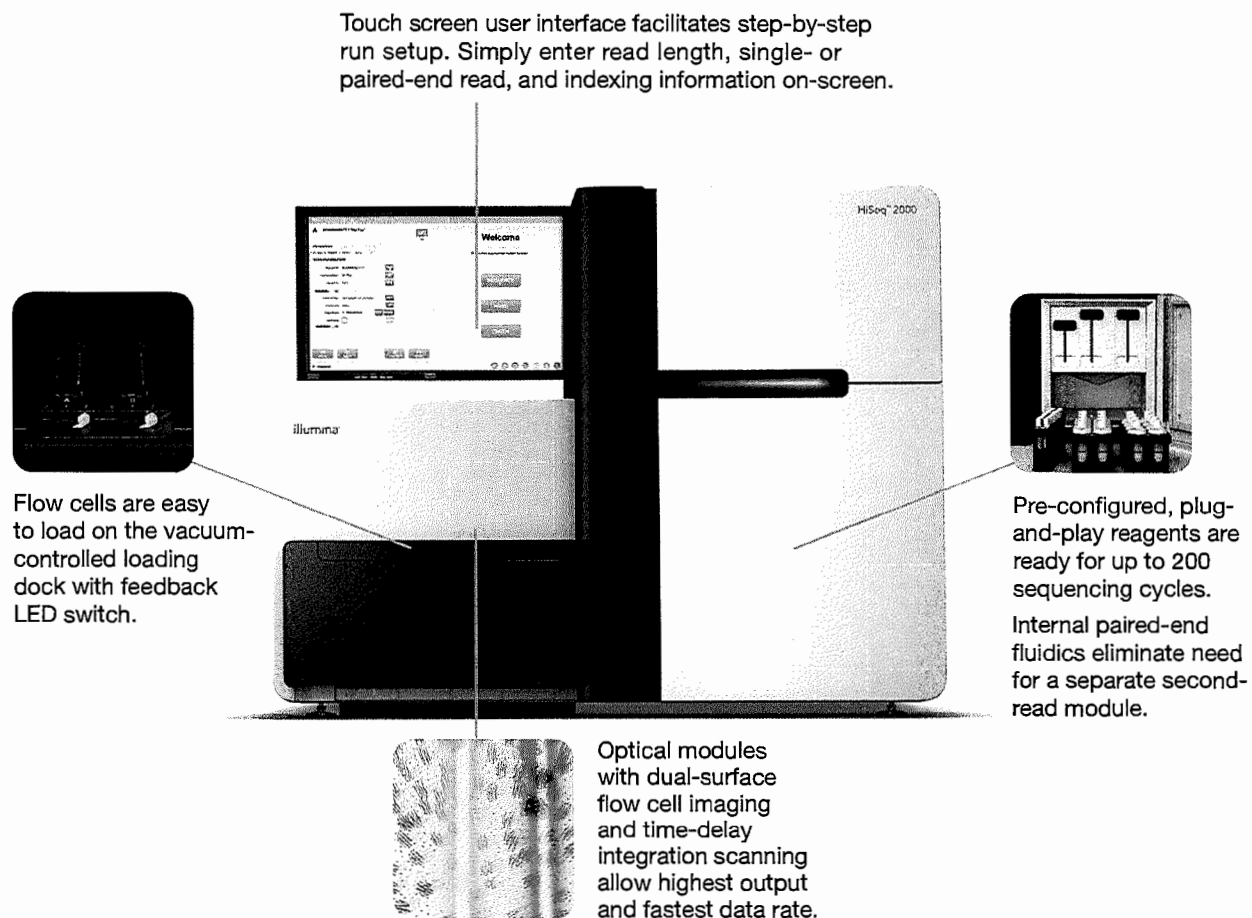 Touch screen user interface facilitates step-by-step
run setup. Simply enter read length, single- or
paired-end read, and indexing information on-screen.
HiSeq™ 2000
Welcome
illumina
Flow cells are easy
to load on the vacuum-
controlled loading
dock with feedback
LED switch.
Pre-configured, plug-
and-play reagents are
ready for up to 200
sequencing cycles.
Internal paired-end
fluidics eliminate need
for a separate second-
read module.
Optical modules
with dual-surface
flow cell imaging
and time-delay
integration scanning
allow highest output
and fastest data rate.